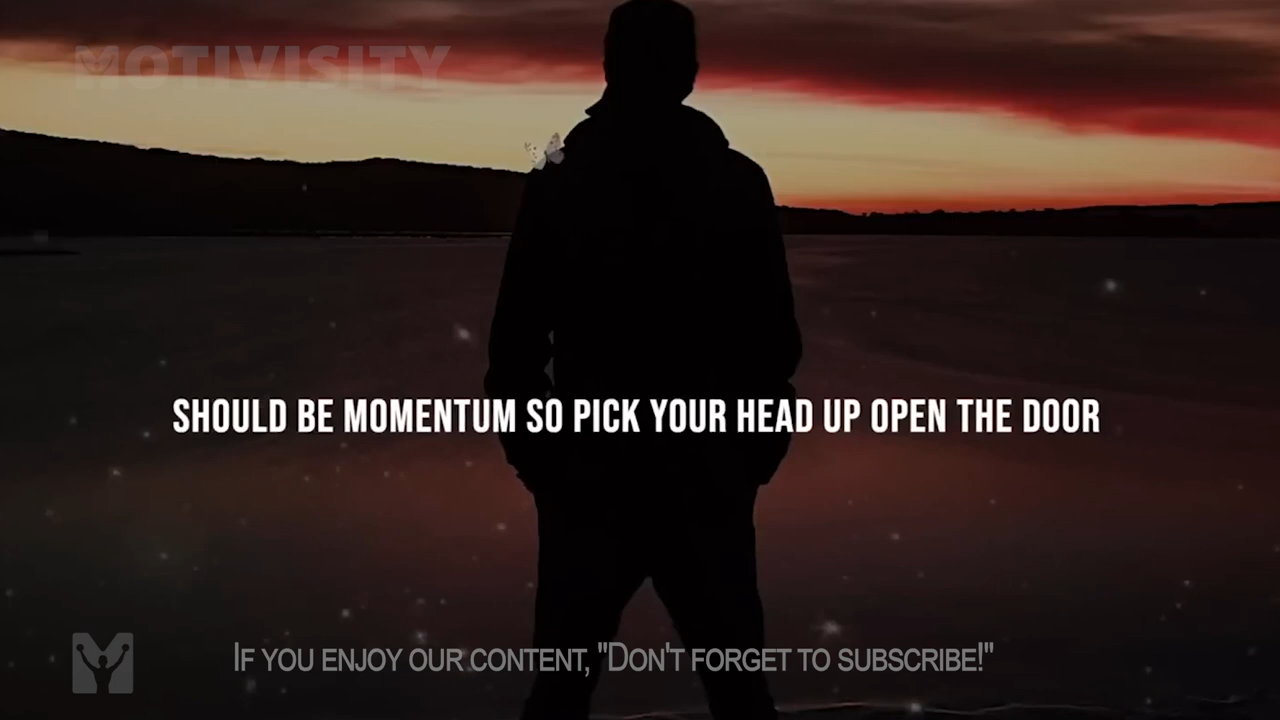 MOTIVISITY
SHOULD BE MOMENTUM SO PICK YOUR HEAD UP OPEN THE DOOR
IF YOU ENJOY OUR CONTENT, "DON'T FORGET TO SUBSCRIBE!"